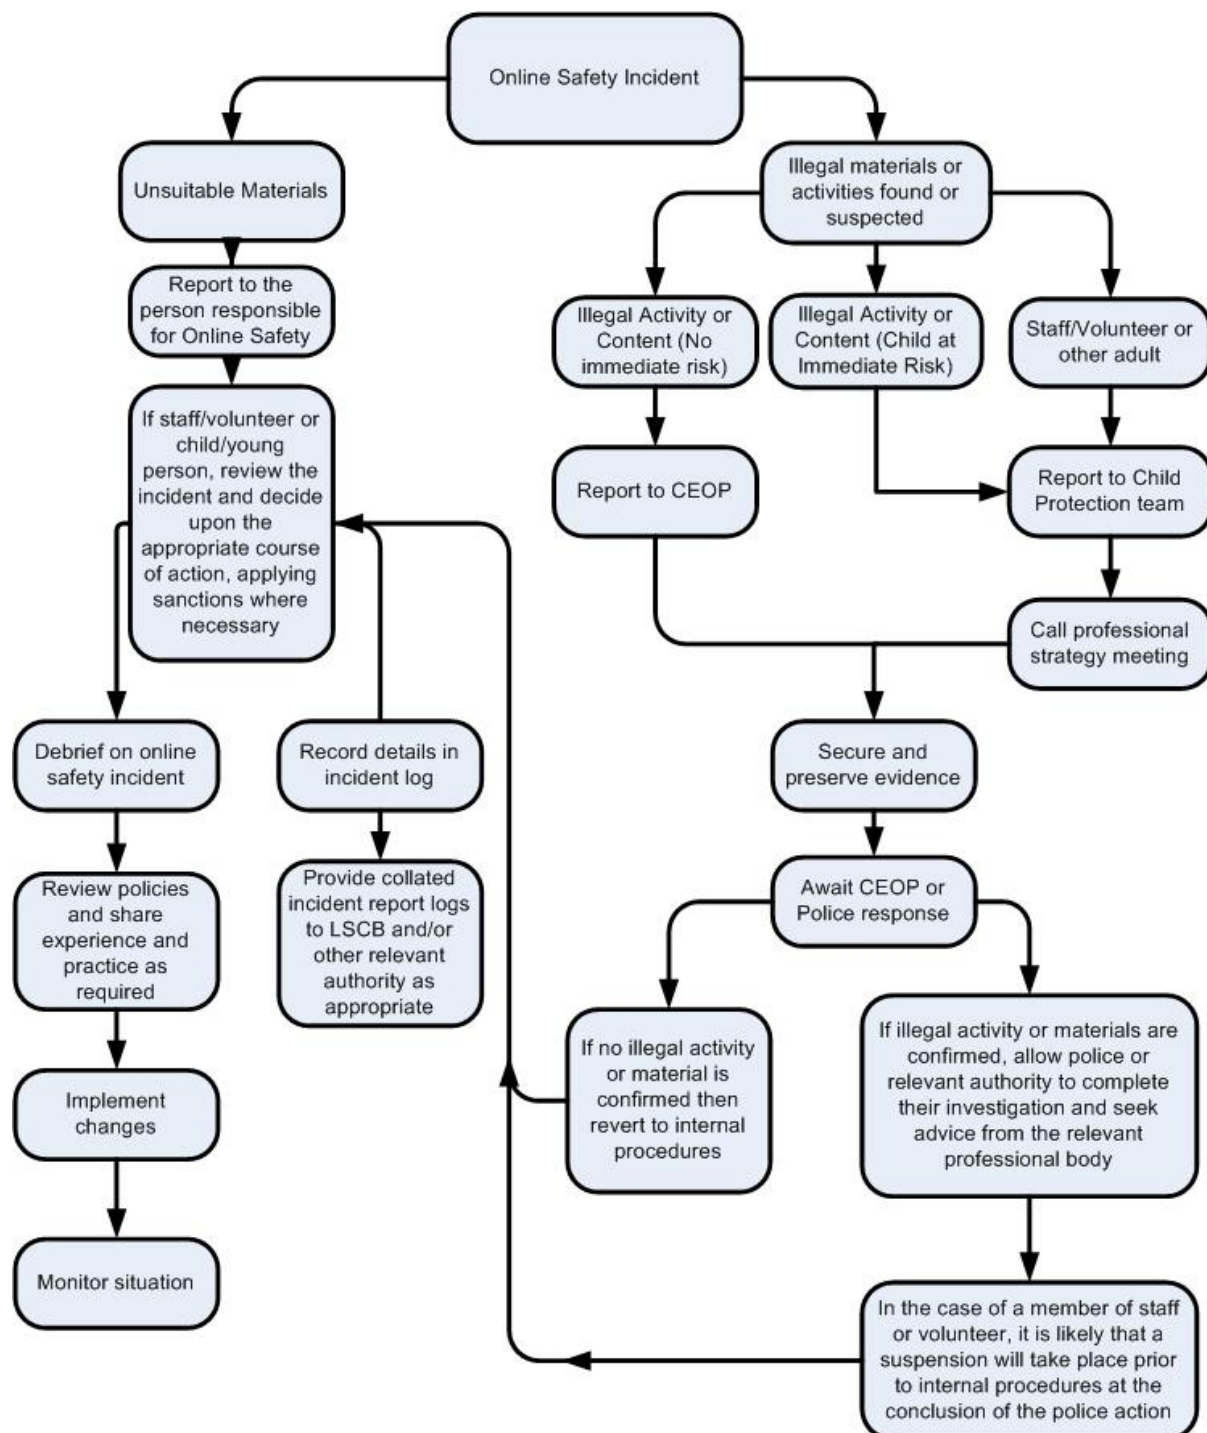 Online Safety Incident
Unsuitable Materials
Report to the
person responsible
for Online Safety
If staff/volunteer or
child/young
person, review the
incident and decide
upon the
appropriate course
of action, applying
sanctions where
necessary
Debrief on online
safety incident
Review policies
and share
experience and
practice as
required
Implement
changes
Monitor situation
Record details in
incident log
Provide collated
incident report logs
to LSCB and/or
other relevant
authority as
appropriate
Illegal materials or
activities found or
suspected
Illegal Activity or
Content (No
immediate risk)
Illegal Activity or
Content (Child at
Immediate Risk)
Staff/Volunteer or
other adult
Report to CEOP
Report to Child
Protection team
Call professional
strategy meeting
Secure and
preserve evidence
Await CEOP or
Police response
If no illegal activity
or material is
confirmed then
revert to internal
procedures
If illegal activity or materials are
confirmed, allow police or
relevant authority to complete
their investigation and seek
advice from the relevant
professional body
In the case of a member of staff
or volunteer, it is likely that a
suspension will take place prior
to internal procedures at the
conclusion of the police action